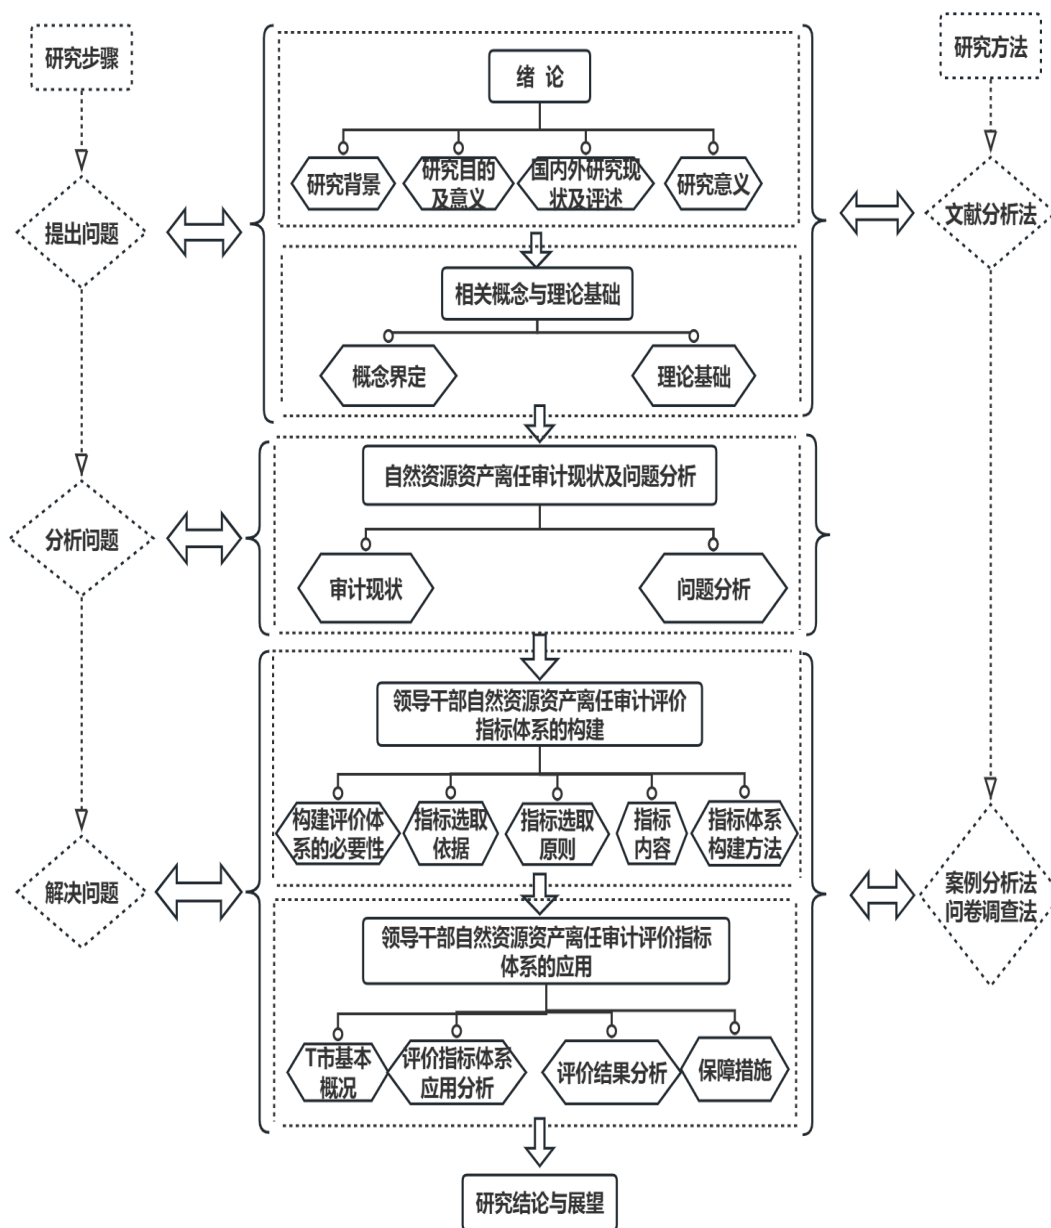 研究步骤
研究方法
绪 论
研究背景
研究目的
及意义
国内外研究现
状及评述
研究意义
提出问题
文献分析法
相关概念与理论基础
概念界定
理论基础
自然资源资产离任审计现状及问题分析
分析问题
审计现状
问题分析
领导干部自然资源资产离任审计评价
指标体系的构建
构建评价体
系的必要性
指标选取
依据
指标选取
原则
指标
内容
指标体系
构建方法
解决问题
案例分析法
问卷调查法
领导干部自然资源资产离任审计评价指标
体系的应用
T市基本
概况
评价指标体系
应用分析
评价结果分析
保障措施
研究结论与展望